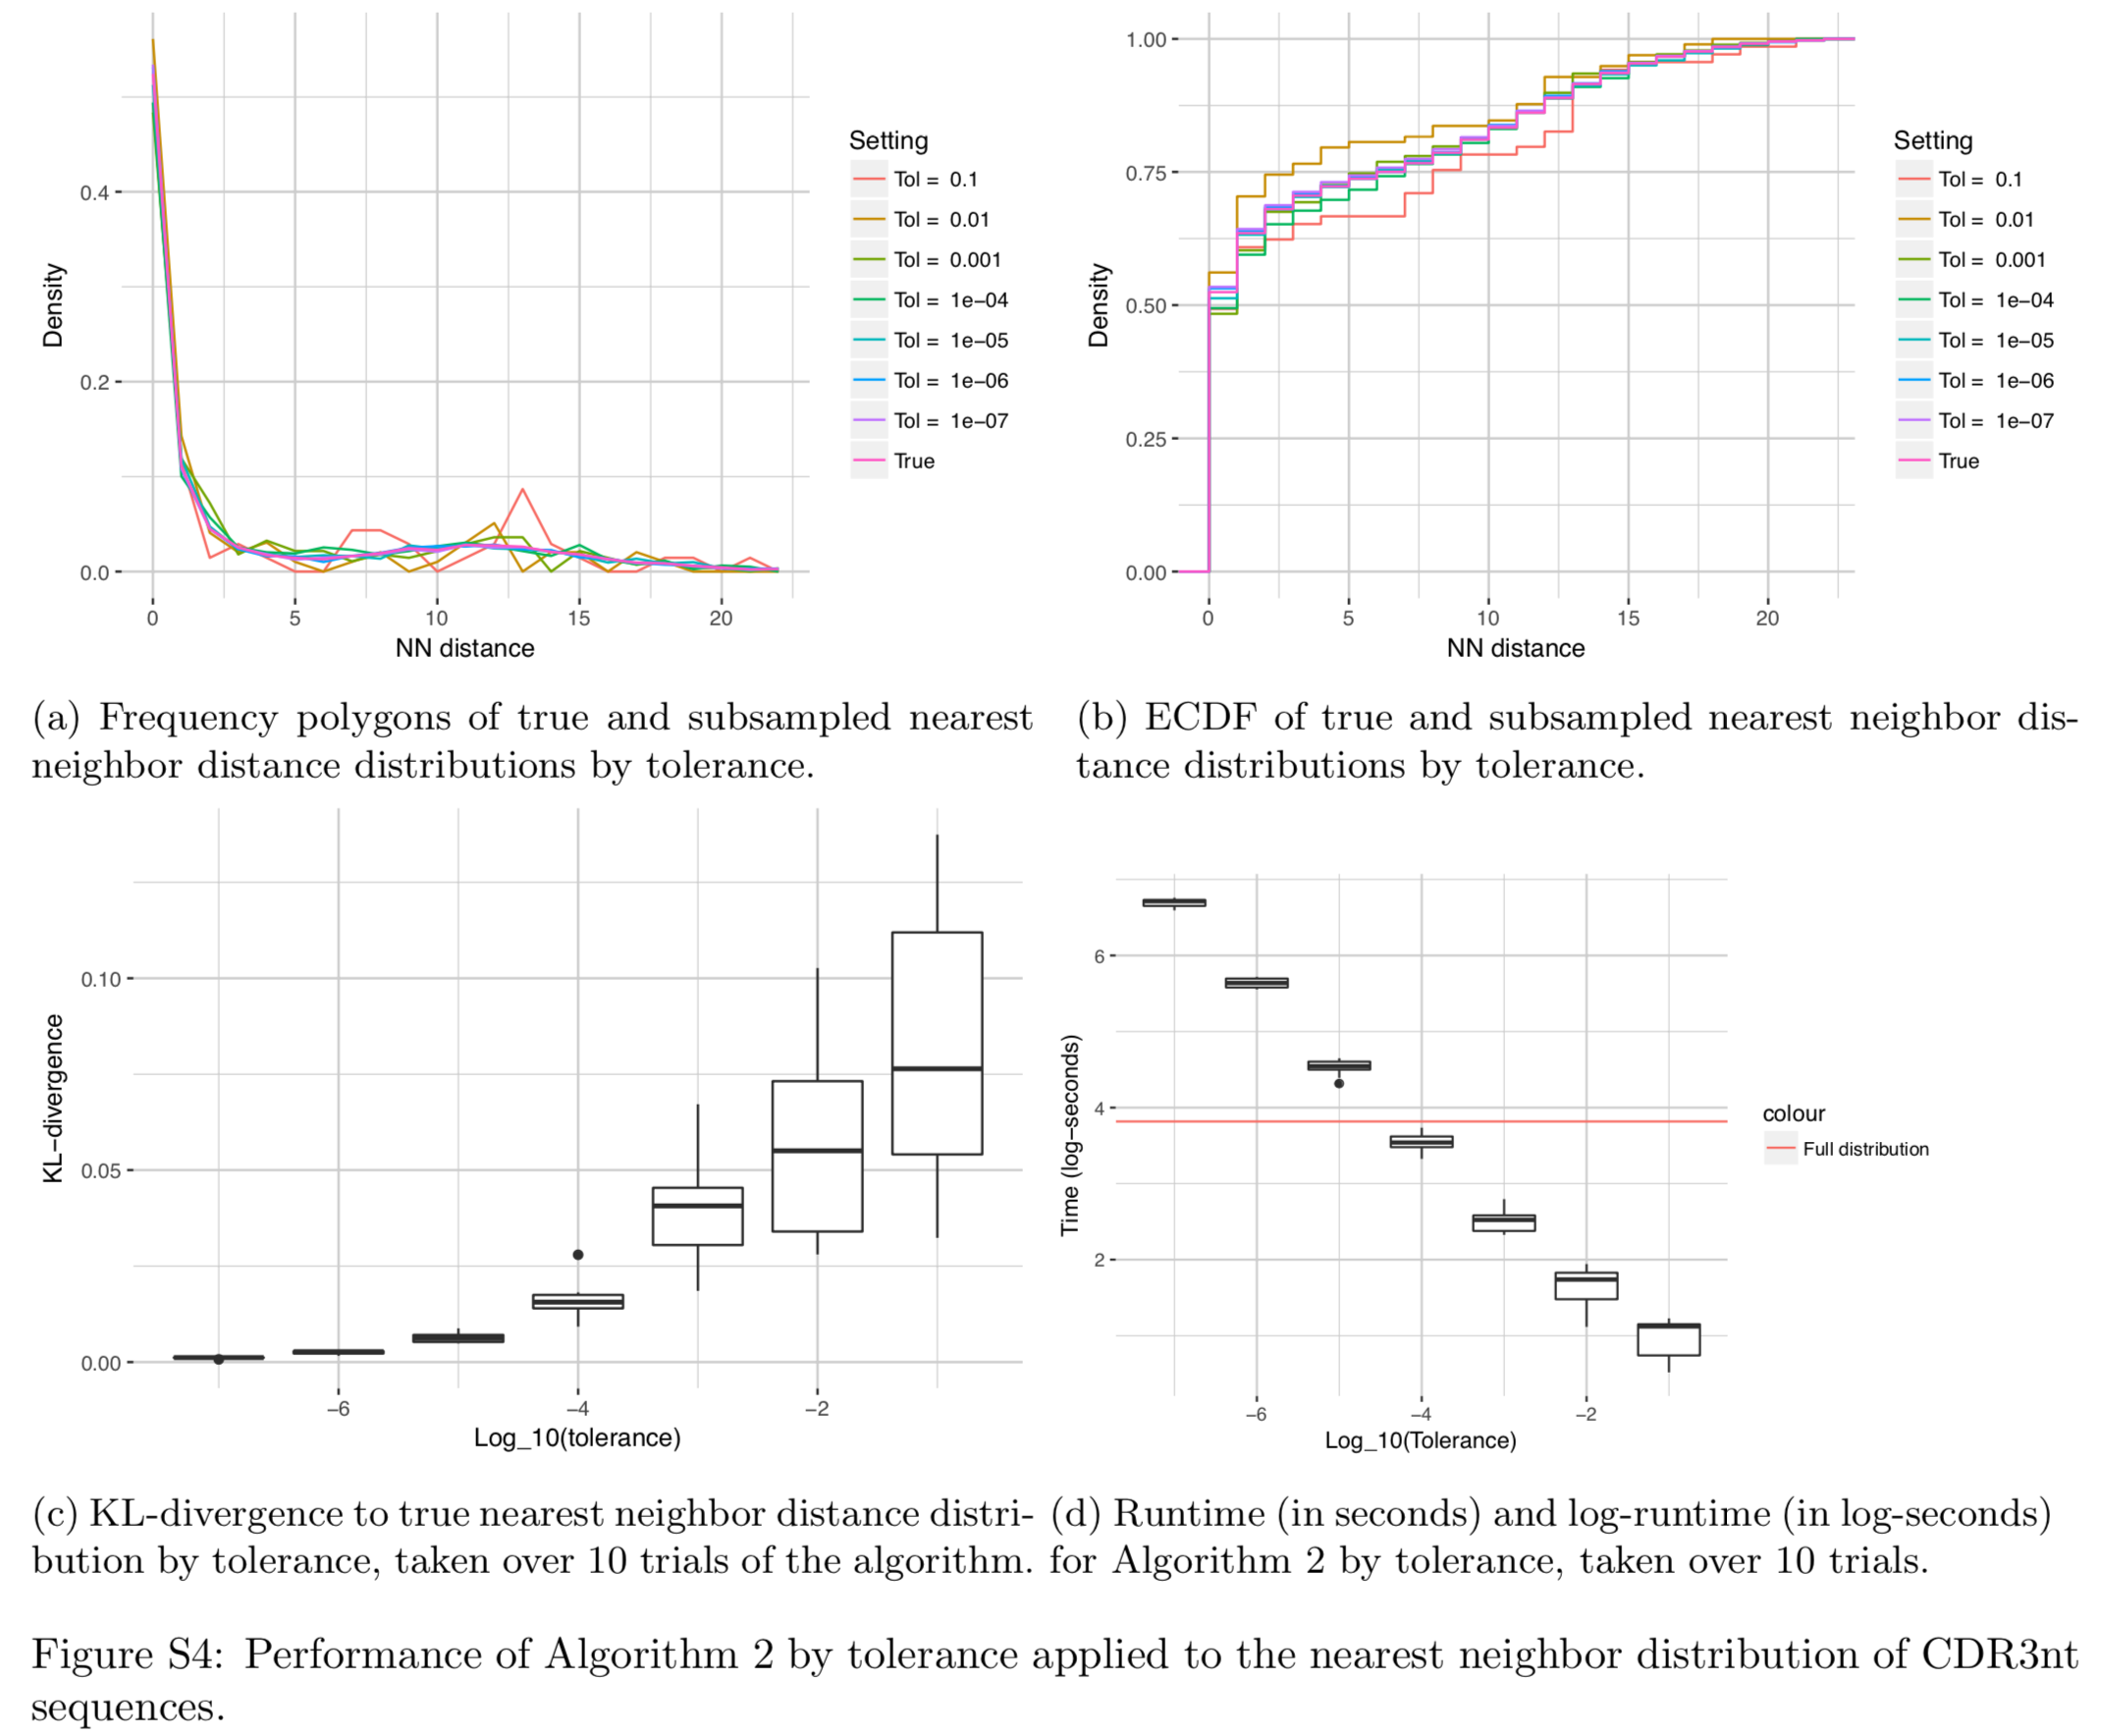 0.4
0.2
0.0
Density
0 5 10 15 20
NN distance
Setting
Tol = 0.1
Tol = 0.01
Tol = 0.001
Tol = 1e−04
Tol = 1e−05
Tol = 1e−06
Tol = 1e−07
True
1.00
0.75
0.50
0.25
0.00
Density
0 5 10 15 20
NN distance
Setting
Tol = 0.1
Tol = 0.01
Tol = 0.001
Tol = 1e−04
Tol = 1e−05
Tol = 1e−06
Tol = 1e−07
True
(a) Frequency polygons of true and subsampled nearest
neighbor distance distributions by tolerance.
(b) ECDF of true and subsampled nearest neighbor dis-
tance distributions by tolerance.
0.10
0.05
0.00
KL−divergence
−6 −4 −2
Log_10(tolerance)
6
4
2
Time (log−seconds)
−6 −4 −2
Log_10(Tolerance)
colour
Full distribution
(c) KL-divergence to true nearest neighbor distance distri-
bution by tolerance, taken over 10 trials of the algorithm.
(d) Runtime (in seconds) and log-runtime (in log-seconds)
for Algorithm 2 by tolerance, taken over 10 trials.
Figure S4: Performance of Algorithm 2 by tolerance applied to the nearest neighbor distribution of CDR3nt
sequences.